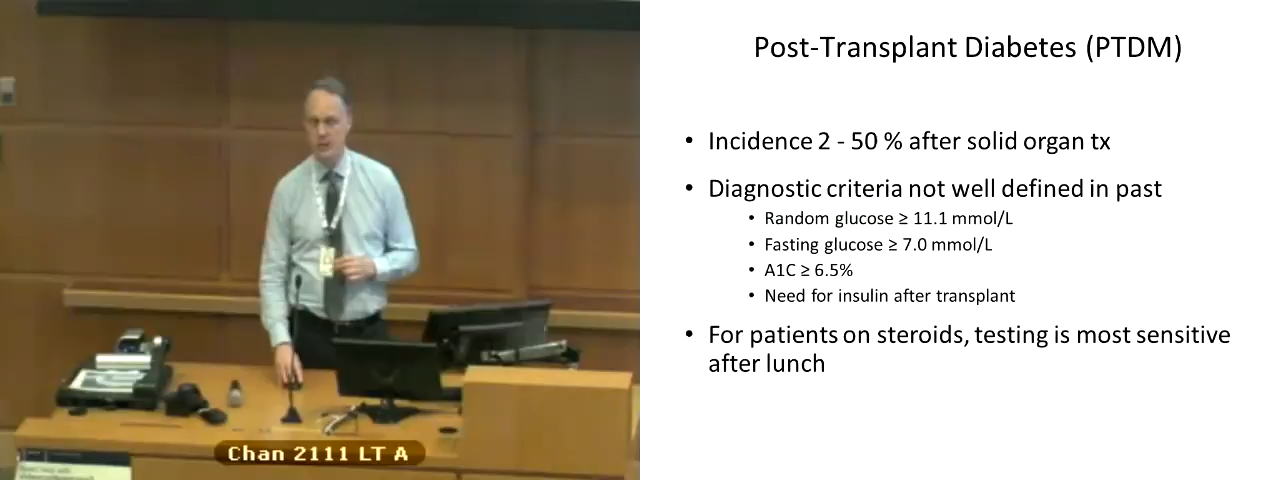 Post-Transplant Diabetes (PTDM)
• Incidence 2 - 50 % after solid organ tx
• Diagnostic criteria not well defined in past
• Random glucose ≥ 11.1 mmol/L
• Fasting glucose ≥ 7.0 mmol/L
• A1C ≥ 6.5%
• Need for insulin after transplant
• For patients on steroids, testing is most sensitive
after lunch
Chan 2111 LT A